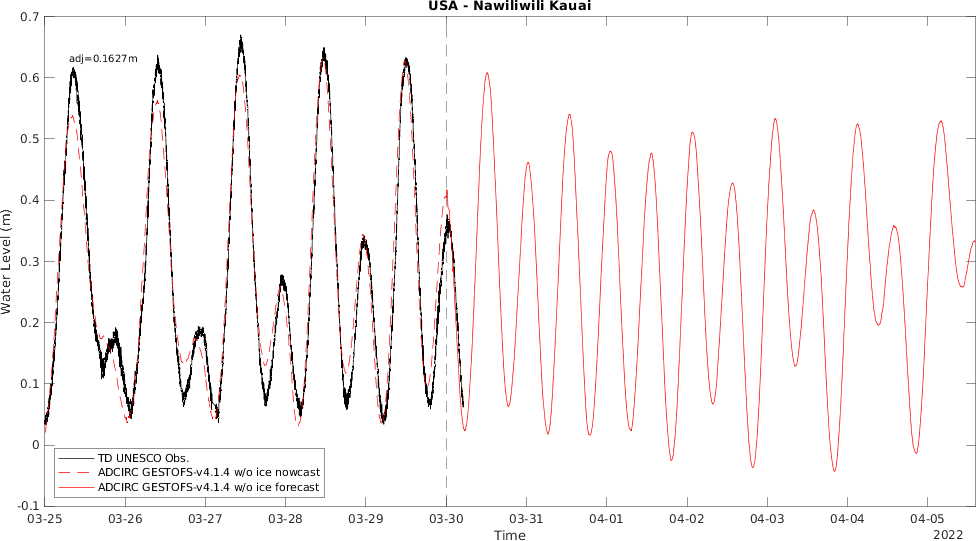 USA - Nawiliwili Kauai
0.7
adj=0.1627m
0.6
0.5
0.4
0.3
0.2
0.1
0
-0.1
Water Level (m)
TD UNESCO Obs.
ADCIRC GESTOFS-v4.1.4 w/o ice nowcast
ADCIRC GESTOFS-v4.1.4 w/o ice forecast
03-25 03-26 03-27 03-28 03-29 03-30 03-31 04-01 04-02 04-03 04-04 04-05
Time 2022